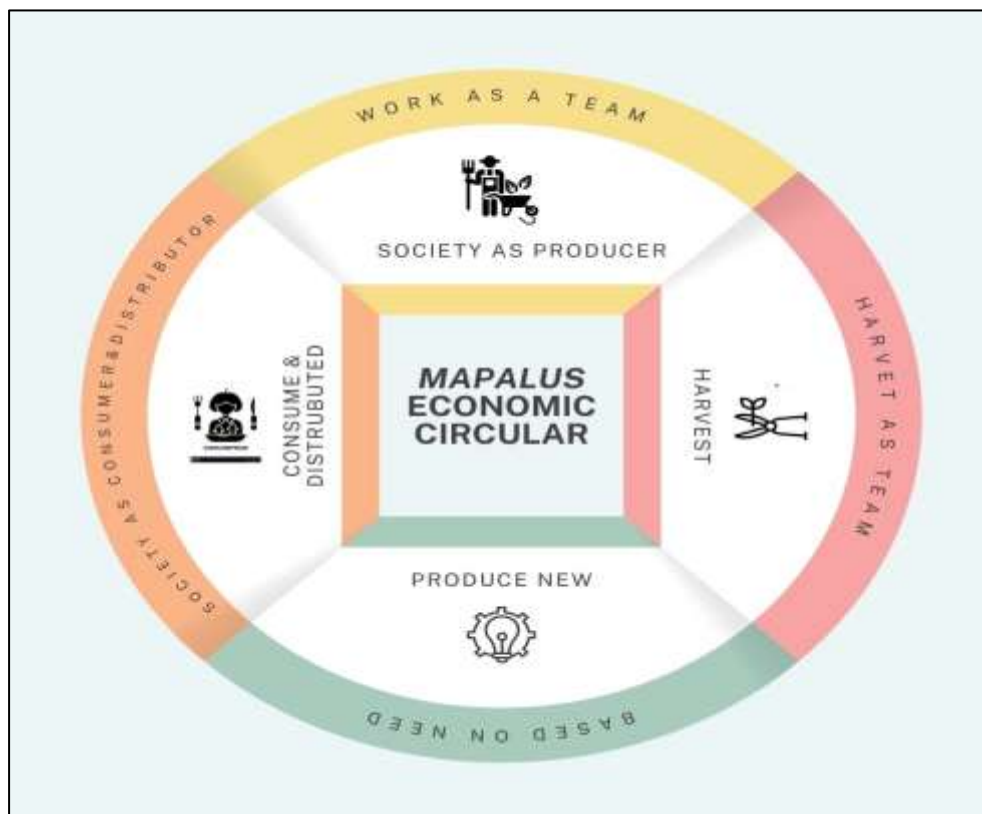 WORK AS A TEAM
SOCIETY AS PRODUCER
MAPALUS
ECONOMIC
CIRCULAR
HARVEST
HARVET AS TEAM
PRODUCE NEW
BASED ON NEED
CONSUME &
DISTRUBUTED
SOCIETY AS CONSUMER&DISTRIBUTOR